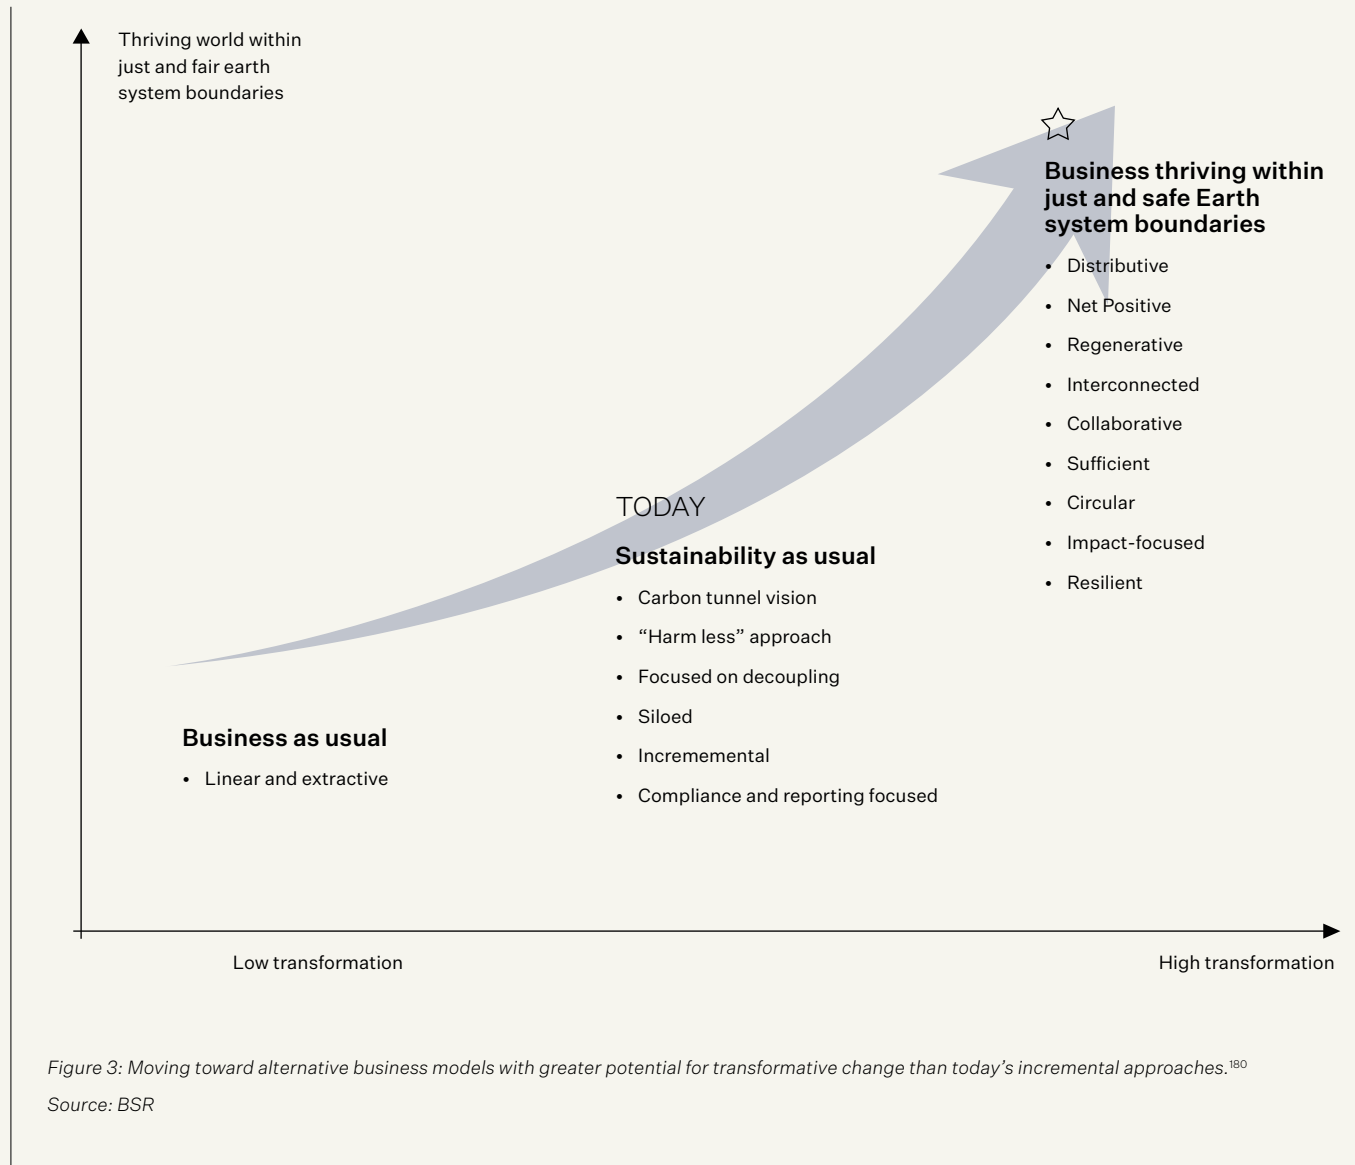 Thriving world within
just and fair earth
system boundaries
Business thriving within
just and safe Earth
system boundaries
• Distributive
• Net Positive
• Regenerative
• Interconnected
• Collaborative
• Sufficient
• Circular
• Impact-focused
• Resilient
TODAY
Sustainability as usual
• Carbon tunnel vision
• “Harm less” approach
• Focused on decoupling
• Siloed
• Incrememental
• Compliance and reporting focused
Business as usual
• Linear and extractive
Low transformation
High transformation
Figure 3: Moving toward alternative business models with greater potential for transformative change than today’s incremental approaches.¹⁸⁰
Source: BSR